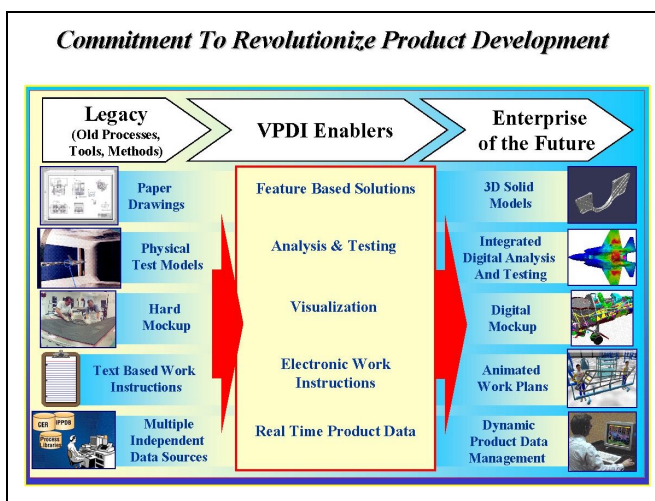 Commitment To Revolutionize Product Development
Legacy
(Old Processes,
Tools, Methods)
VPDI Enablers
Enterprise
of the Future
Paper
Drawings
Feature Based Solutions
3D Solid
Models
Physical
Test Models
Analysis & Testing
Integrated
Digital Analysis
And Testing
Hard
Mockup
Visualization
Digital
Mockup
Text Based Work
Instructions
Electronic Work
Instructions
Animated
Work Plans
CER
IPPDB
Process
Libraries
Multiple
Independent
Data Sources
Real Time Product Data
Dynamic
Product Data
Management